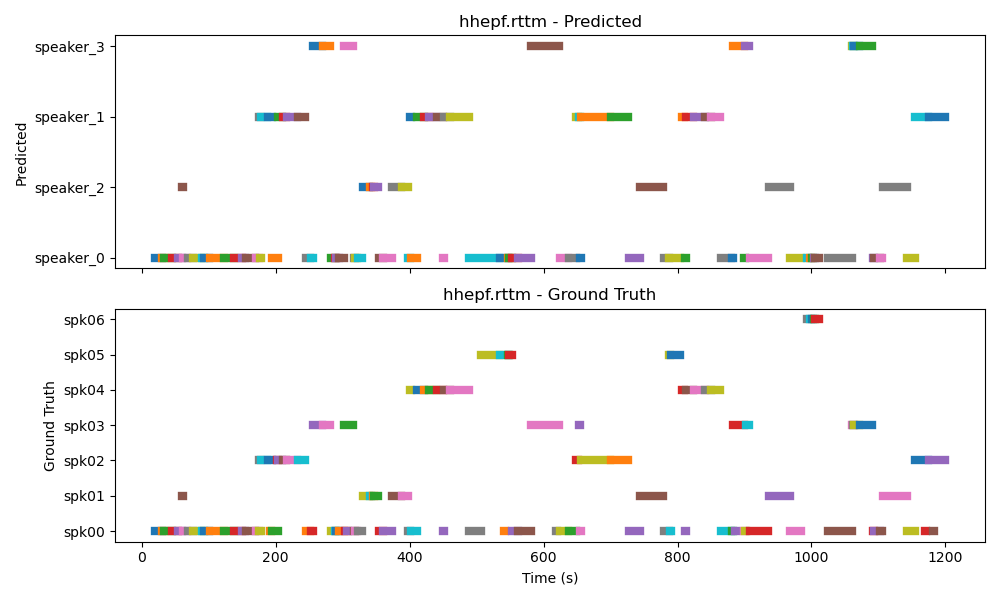 hhepf.rttm - Predicted
Predicted
speaker_3
speaker_1
speaker_2
speaker_0
hhepf.rttm - Ground Truth
Ground Truth
spk06
spk05
spk04
spk03
spk02
spk01
spk00
0 200 400 600 800 1000 1200
Time (s)